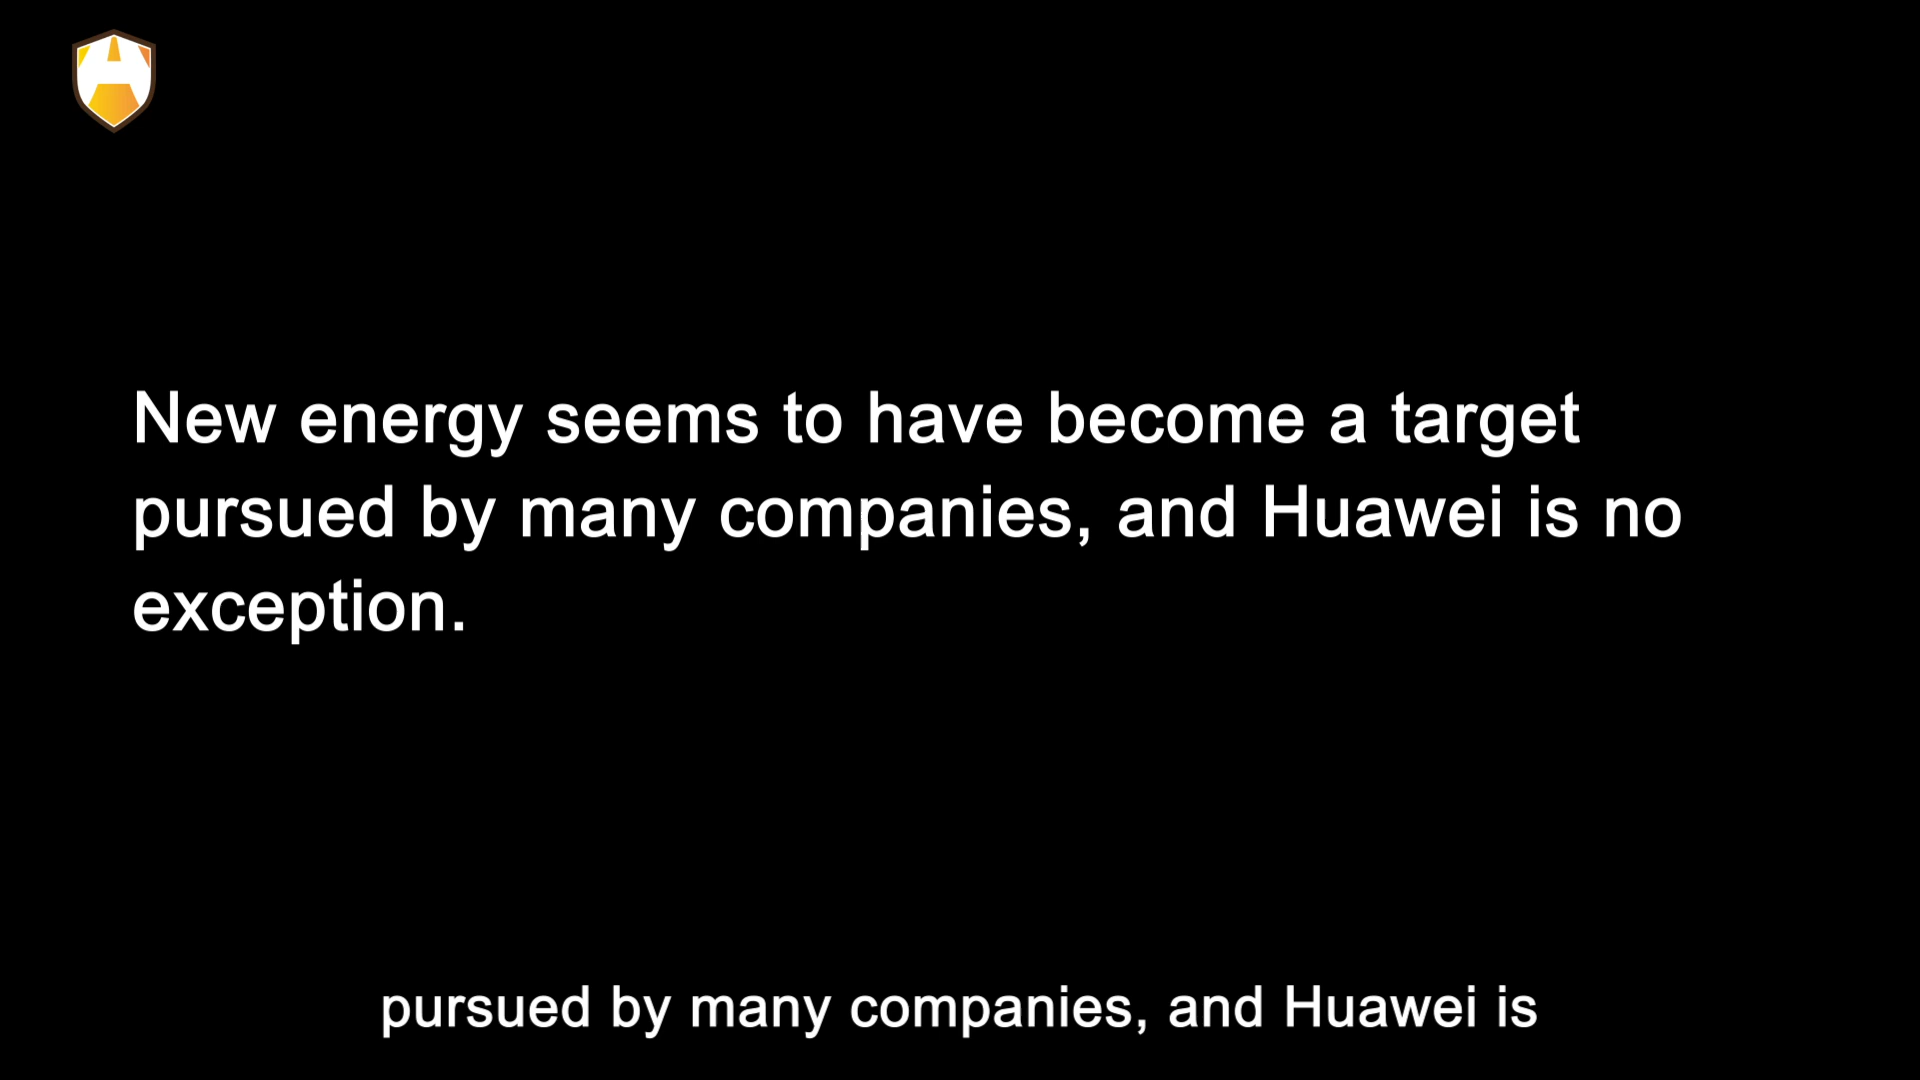 New energy seems to have become a target
pursued by many companies, and Huawei is no
exception.
pursued by many companies, and Huawei is